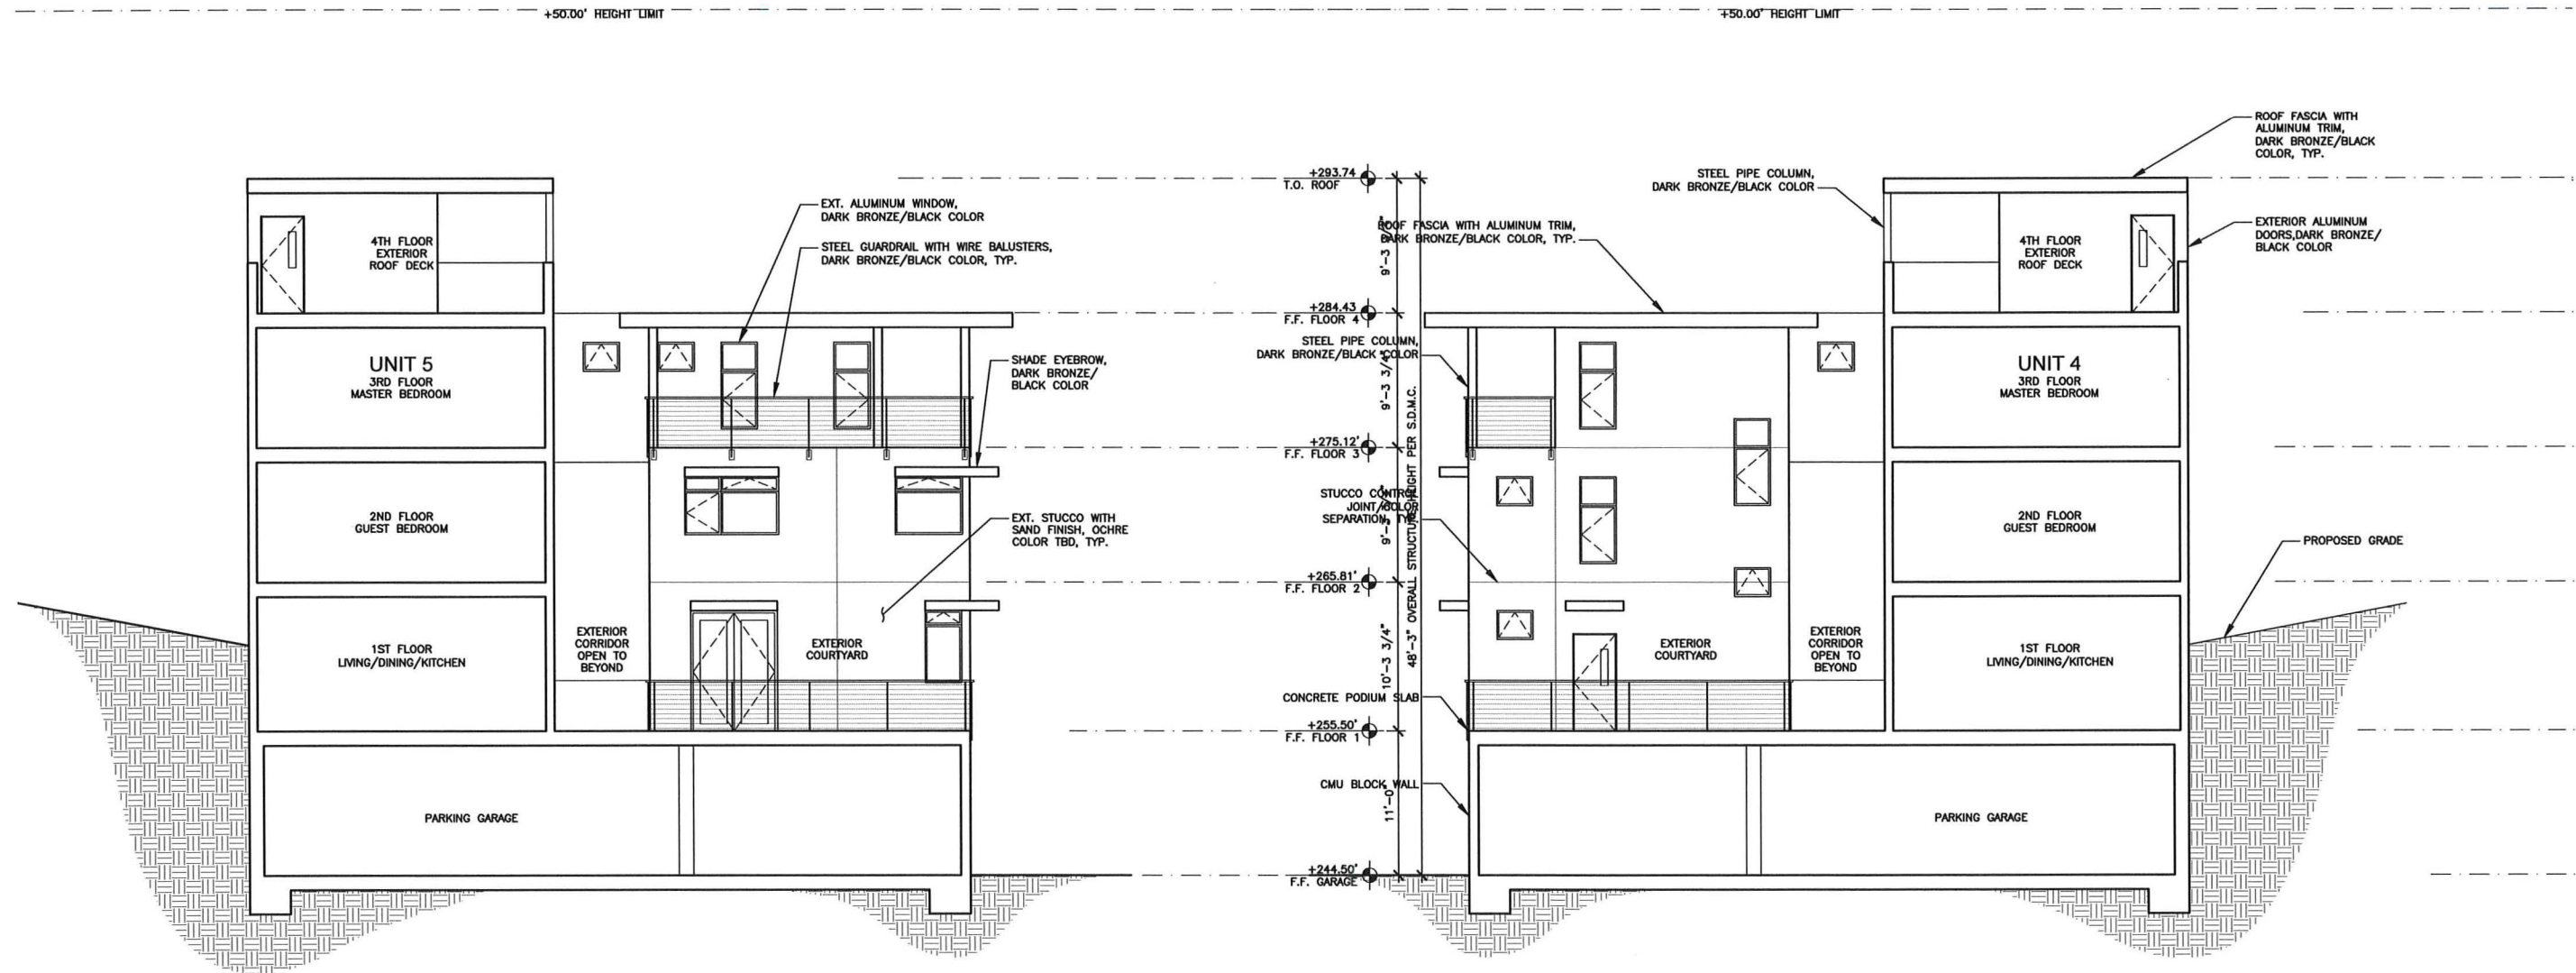 +50.00' HEIGHT LIMIT
+50.00' HEIGHT LIMIT
4TH FLOOR
EXTERIOR
ROOF DECK
UNIT 5
3RD FLOOR
MASTER BEDROOM
2ND FLOOR
GUEST BEDROOM
1ST FLOOR
LIVING/DINING/KITCHEN
EXTERIOR
CORRIDOR
OPEN TO
BEYOND
EXTERIOR
COURTYARD
PARKING GARAGE
EXT. ALUMINUM WINDOW,
DARK BRONZE/BLACK COLOR
STEEL GUARDRAIL WITH WIRE BALUSTERS,
DARK BRONZE/BLACK COLOR, TYP.
SHADE EYEBROW,
DARK BRONZE/
BLACK COLOR
EXT. STUCCO WITH
SAND FINISH, OCHRE
COLOR TBD, TYP.
+293.74
T.O. ROOF
+284.43
F.F. FLOOR 4
+275.12'
F.F. FLOOR 3
+265.81'
F.F. FLOOR 2
+255.50'
F.F. FLOOR 1
+244.50'
F.F. GARAGE
9'-3
9'-3 3/4"
9'-3
10'-3 3/4"
11'-0"
48'-3" OVERALL STRUCTURE HEIGHT PER S.D.M.C.
STEEL PIPE COLUMN,
DARK BRONZE/BLACK COLOR
ROOF FASCIA WITH ALUMINUM TRIM,
DARK BRONZE/BLACK COLOR, TYP.
STEEL PIPE COLUMN,
DARK BRONZE/BLACK COLOR
STUCCO CONTROL
JOINT/COLOR
SEPARATION, TYP.
CONCRETE PODIUM SLAB
CMU BLOCK WALL
ROOF FASCIA WITH
ALUMINUM TRIM,
DARK BRONZE/BLACK
COLOR, TYP.
EXTERIOR ALUMINUM
DOORS,DARK BRONZE/
BLACK COLOR
4TH FLOOR
EXTERIOR
ROOF DECK
UNIT 4
3RD FLOOR
MASTER BEDROOM
2ND FLOOR
GUEST BEDROOM
1ST FLOOR
LIVING/DINING/KITCHEN
EXTERIOR
COURTYARD
EXTERIOR
CORRIDOR
OPEN TO
BEYOND
PARKING GARAGE
PROPOSED GRADE